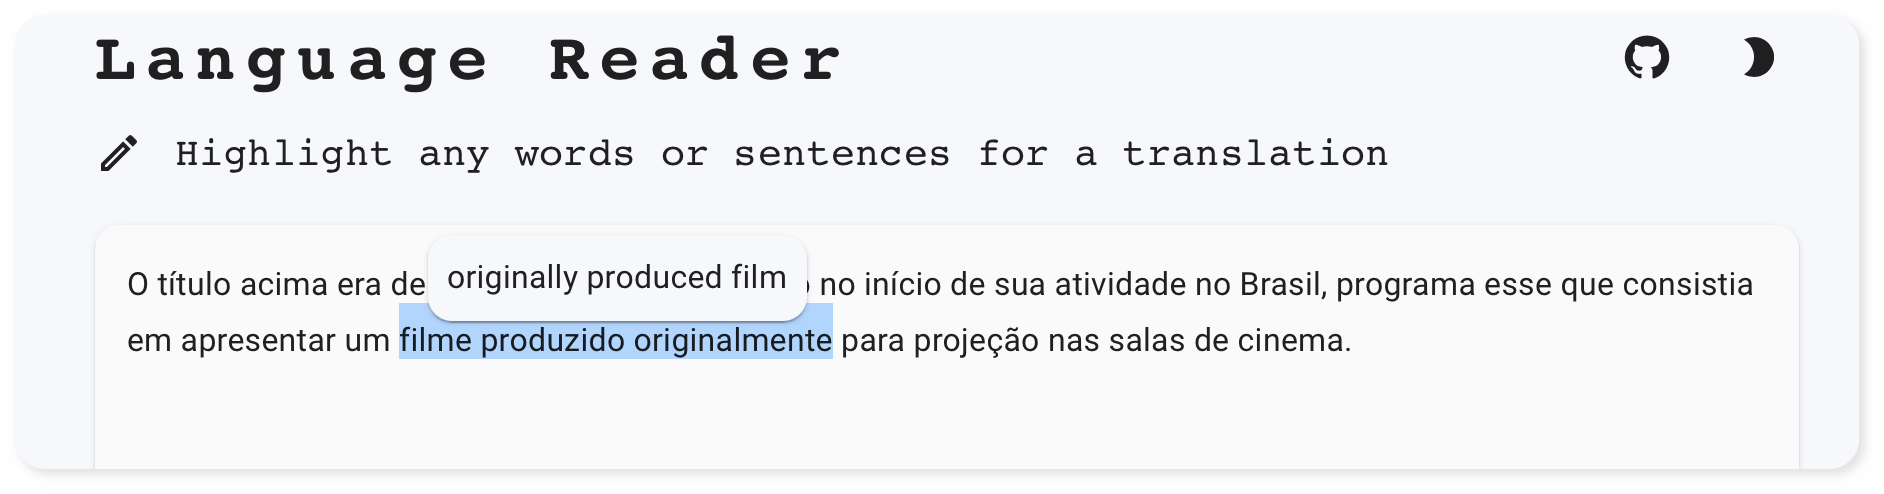 Language Reader
Highlight any words or sentences for a translation
originally produced film
O título acima era de no início de sua atividade no Brasil, programa esse que consistia
em apresentar um filme produzido originalmente para projeção nas salas de cinema.